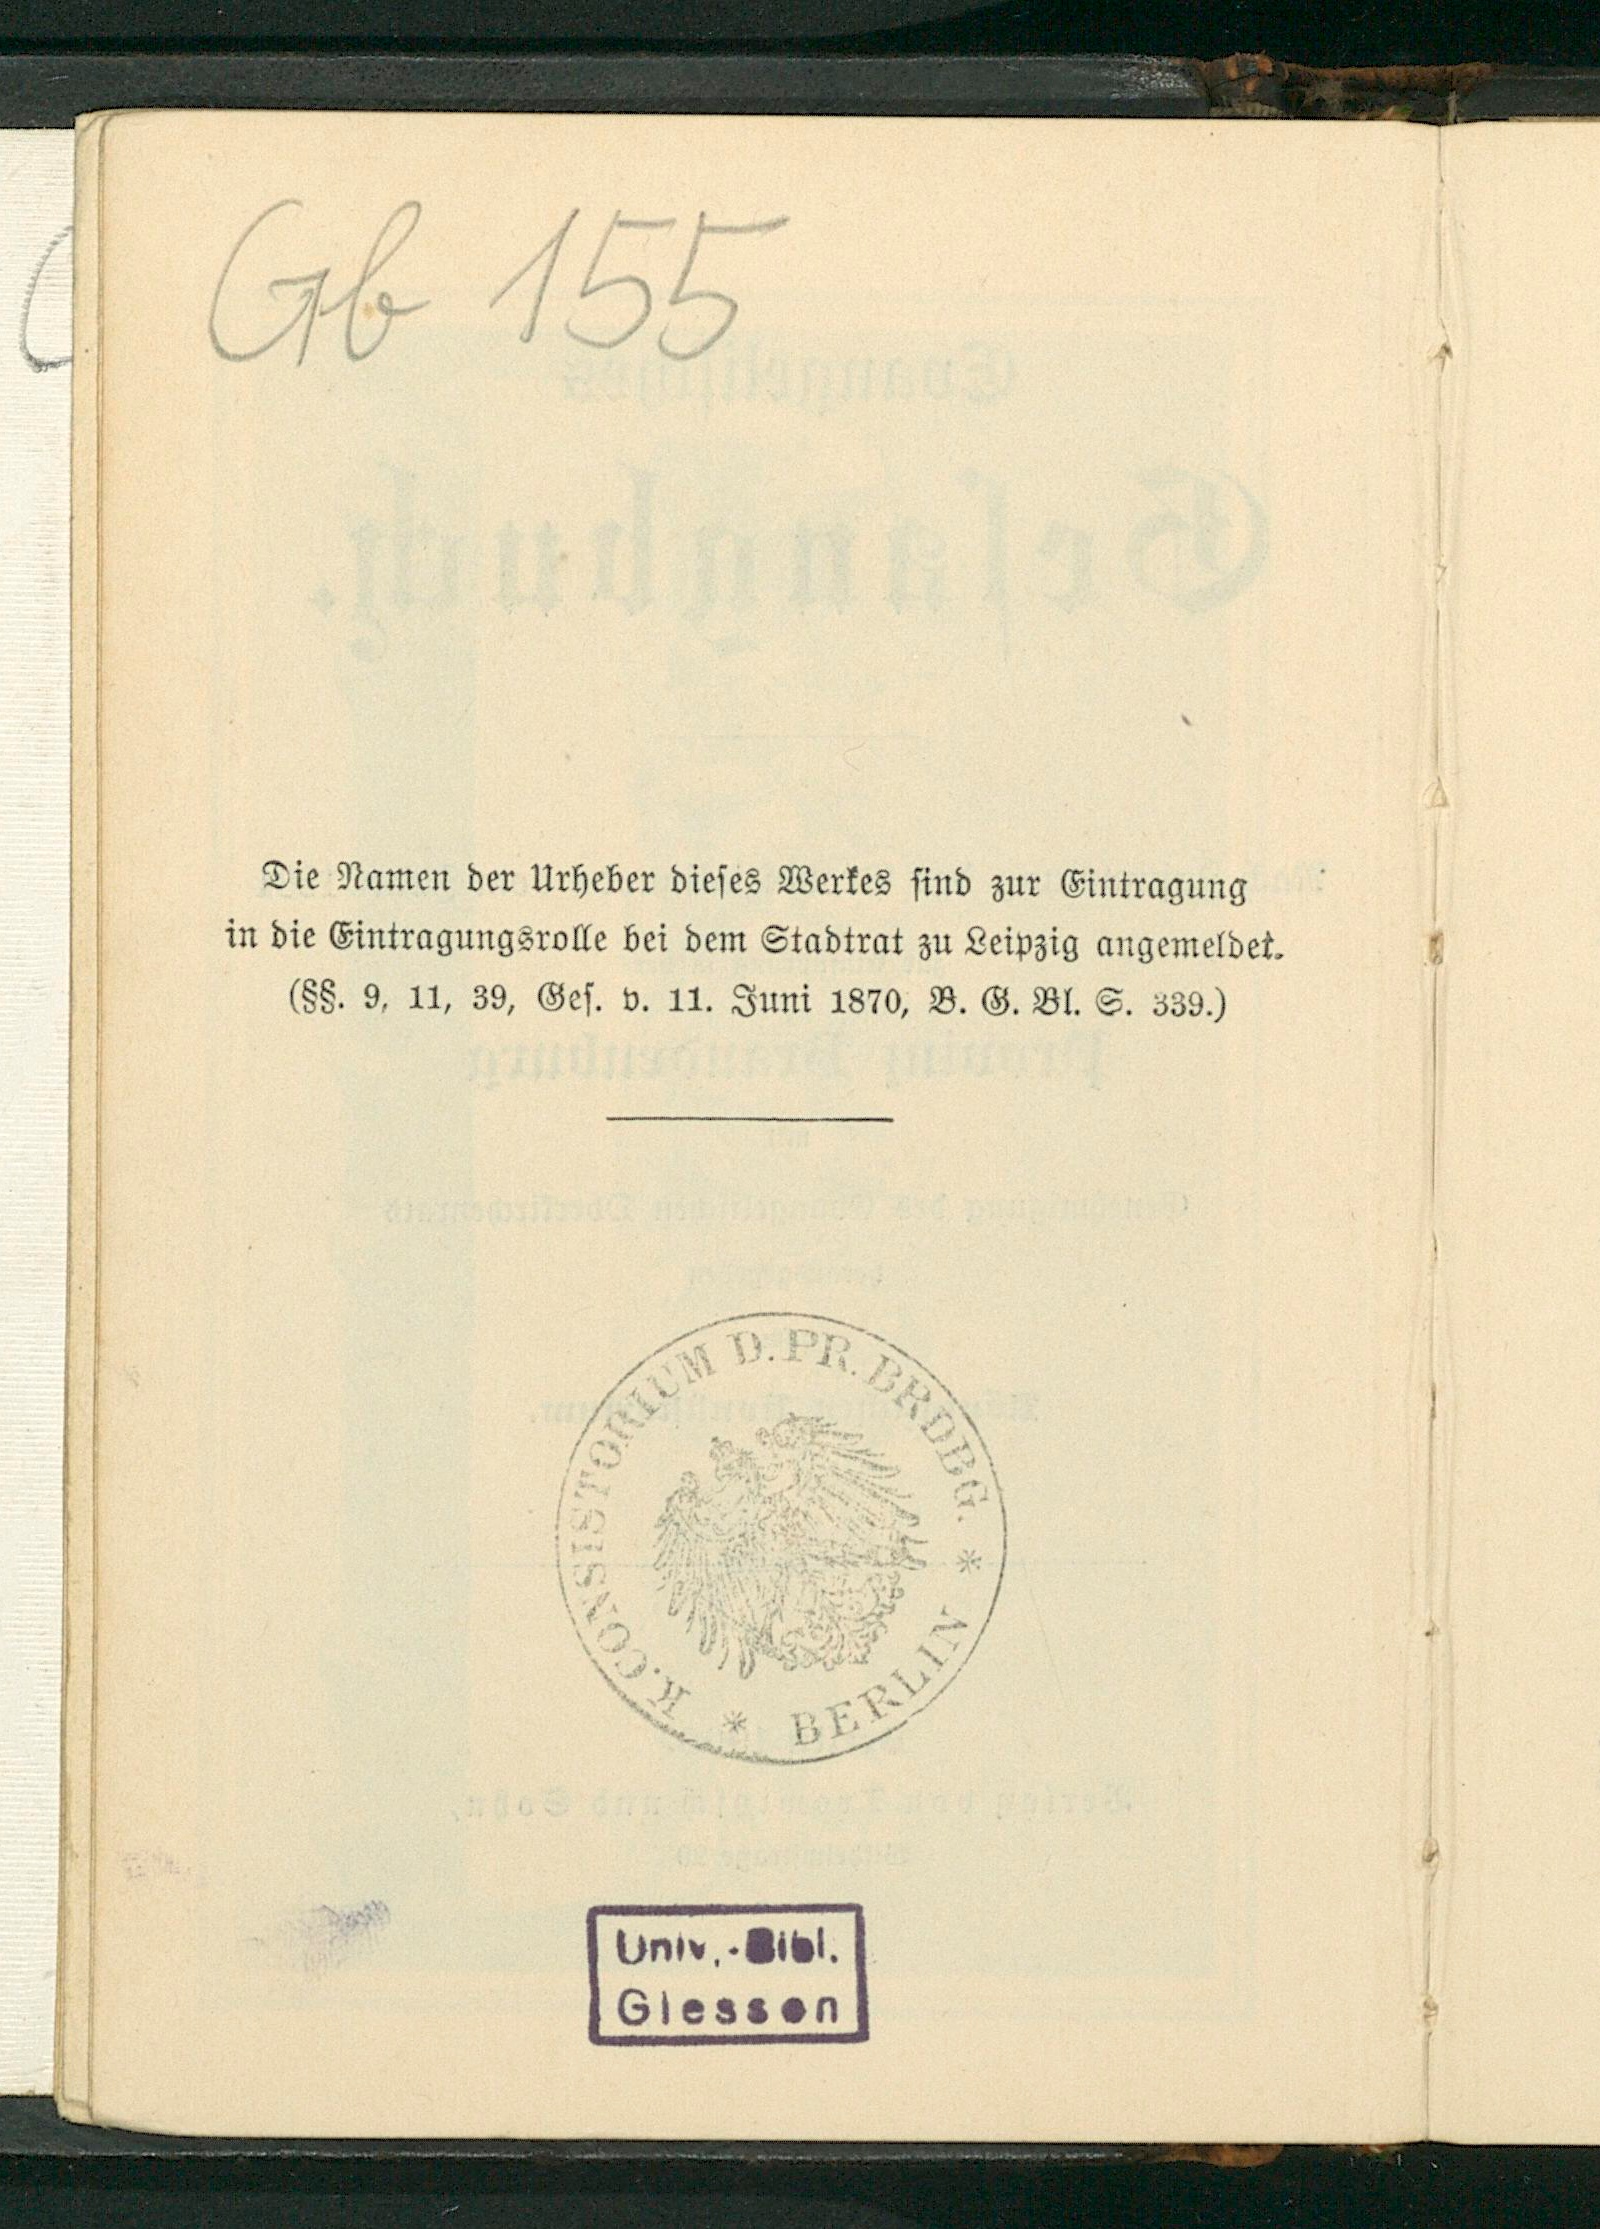 Gb 155
Die Namen der Urheber dieses Werkes sind zur Eintragung
in die Eintragungsrolle bei dem Stadtrat zu Leipzig angemeldet.
(§§. 9, 11, 39, Ges. v. 11. Juni 1870, B. G. Bl. S. 339.)
K. CONSISTORIUM D. PR. BRDBG.
* BERLIN *
Univ.-Bibl.
Giessen